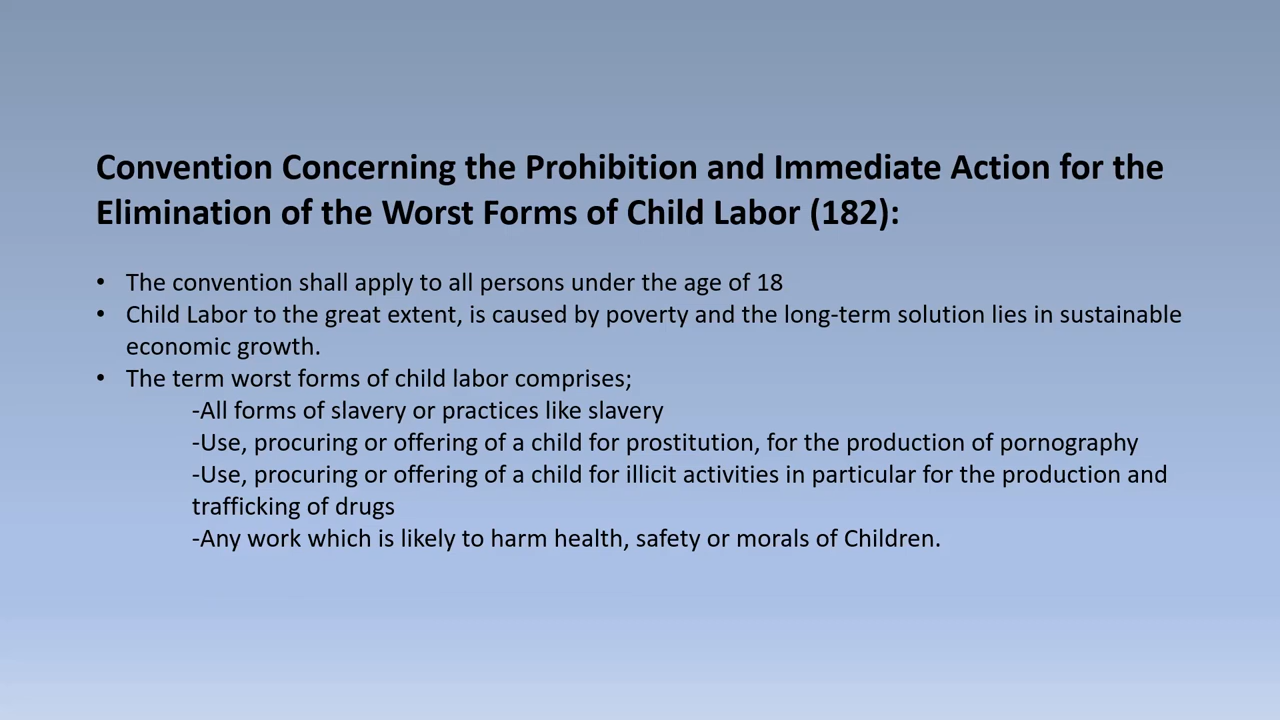 Convention Concerning the Prohibition and Immediate Action for the
Elimination of the Worst Forms of Child Labor (182):
• The convention shall apply to all persons under the age of 18
• Child Labor to the great extent, is caused by poverty and the long-term solution lies in sustainable
economic growth.
• The term worst forms of child labor comprises;
-All forms of slavery or practices like slavery
-Use, procuring or offering of a child for prostitution, for the production of pornography
-Use, procuring or offering of a child for illicit activities in particular for the production and
trafficking of drugs
-Any work which is likely to harm health, safety or morals of Children.